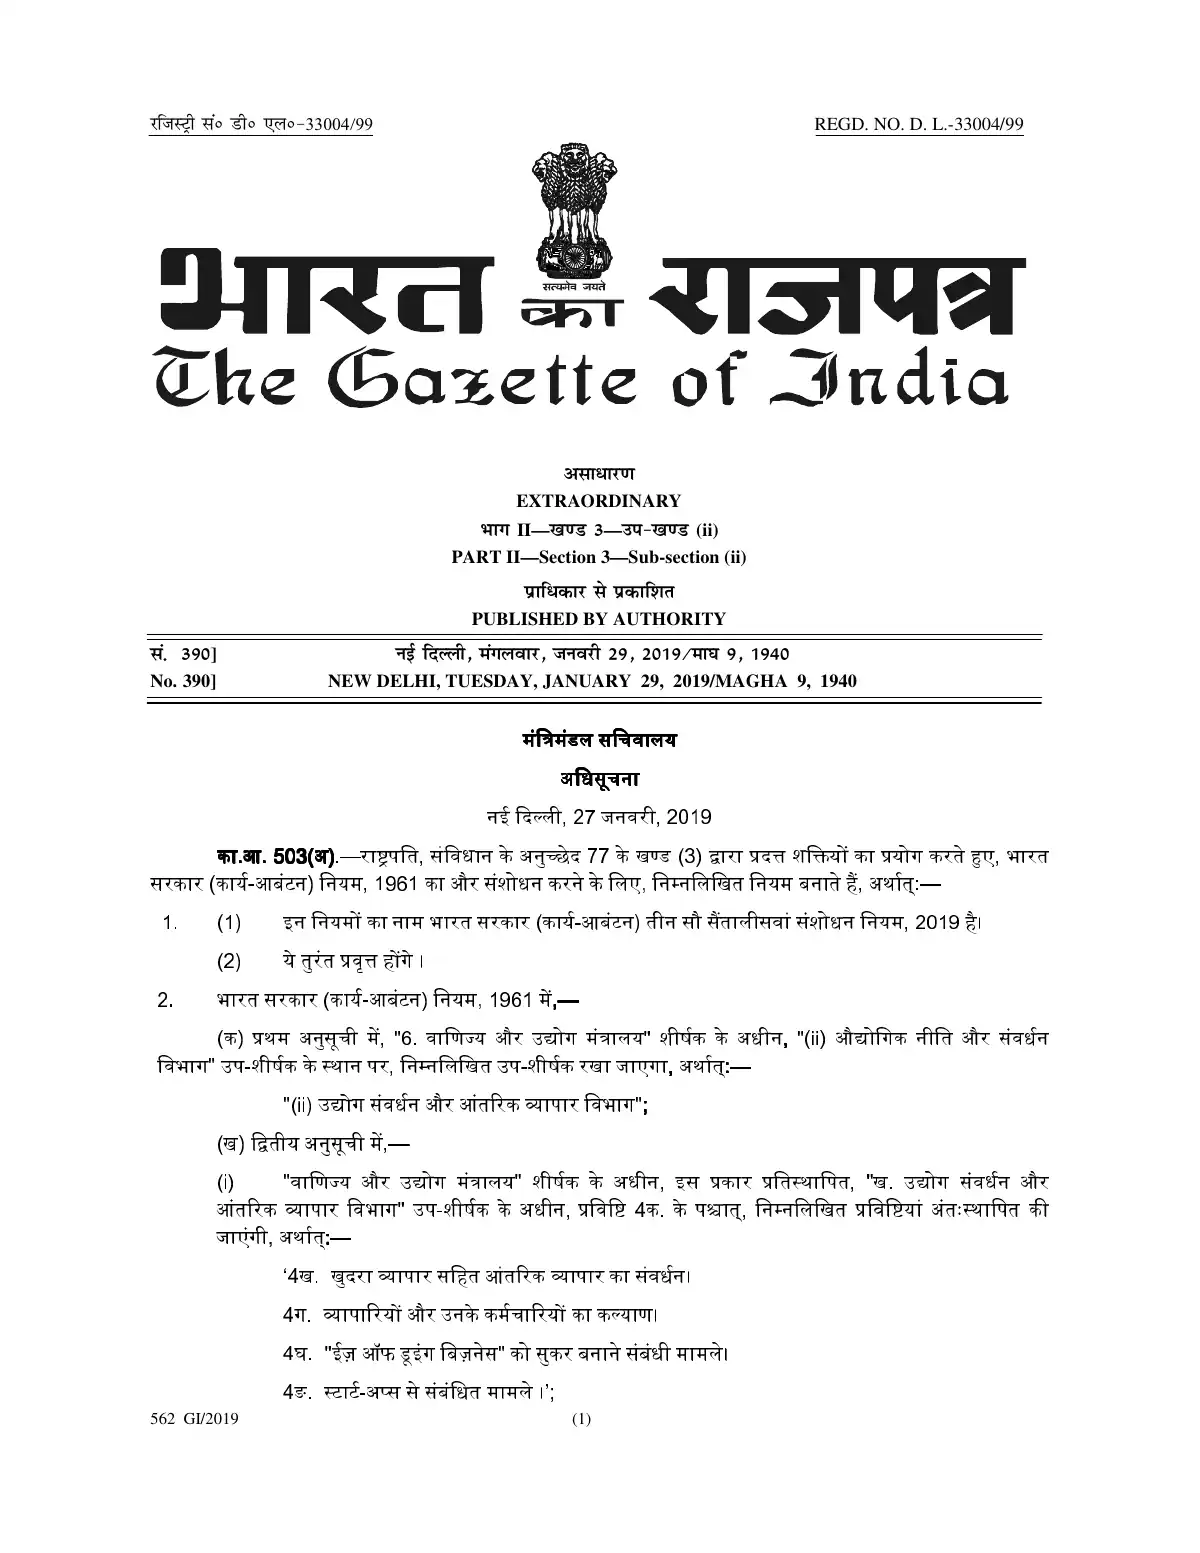 रजिस्ट्री सं० डी० एल०-33004/99
REGD. NO. D. L.-33004/99
सत्यमेव जयते
भारत का राजपत्र
The Gazette of India
असाधारण
EXTRAORDINARY
भाग II—खण्ड 3—उप-खण्ड (ii)
PART II—Section 3—Sub-section (ii)
प्राधिकार से प्रकाशित
PUBLISHED BY AUTHORITY
सं. 390] नई दिल्ली, मंगलवार, जनवरी 29, 2019/माघ 9, 1940
No. 390] NEW DELHI, TUESDAY, JANUARY 29, 2019/MAGHA 9, 1940
मंत्रिमंडल सचिवालय
अधिसूचना
नई दिल्ली, 27 जनवरी, 2019
का.आ. 503(अ).—राष्ट्रपति, संविधान के अनुच्छेद 77 के खण्ड (3) द्वारा प्रदत्त शक्तियों का प्रयोग करते हुए, भारत
सरकार (कार्य-आबंटन) नियम, 1961 का और संशोधन करने के लिए, निम्नलिखित नियम बनाते हैं, अर्थात्:—
1. (1) इन नियमों का नाम भारत सरकार (कार्य-आबंटन) तीन सौ सैंतालीसवां संशोधन नियम, 2019 है।
(2) ये तुरंत प्रवृत्त होंगे ।
2. भारत सरकार (कार्य-आबंटन) नियम, 1961 में,—
(क) प्रथम अनुसूची में, "6. वाणिज्य और उद्योग मंत्रालय" शीर्षक के अधीन, "(ii) औद्योगिक नीति और संवर्धन
विभाग" उप-शीर्षक के स्थान पर, निम्नलिखित उप-शीर्षक रखा जाएगा, अर्थात्:—
"(ii) उद्योग संवर्धन और आंतरिक व्यापार विभाग";
(ख) द्वितीय अनुसूची में,—
(i) "वाणिज्य और उद्योग मंत्रालय" शीर्षक के अधीन, इस प्रकार प्रतिस्थापित, "ख. उद्योग संवर्धन और
आंतरिक व्यापार विभाग" उप-शीर्षक के अधीन, प्रविष्टि 4क. के पश्चात्, निम्नलिखित प्रविष्टियां अंतःस्थापित की
जाएंगी, अर्थात्:—
‘4ख. खुदरा व्यापार सहित आंतरिक व्यापार का संवर्धन।
4ग. व्यापारियों और उनके कर्मचारियों का कल्याण।
4घ. "ईज़ ऑफ डूइंग बिज़नेस" को सुकर बनाने संबंधी मामले।
4ङ. स्टार्ट-अप्स से संबंधित मामले ।’;
562 GI/2019 (1)